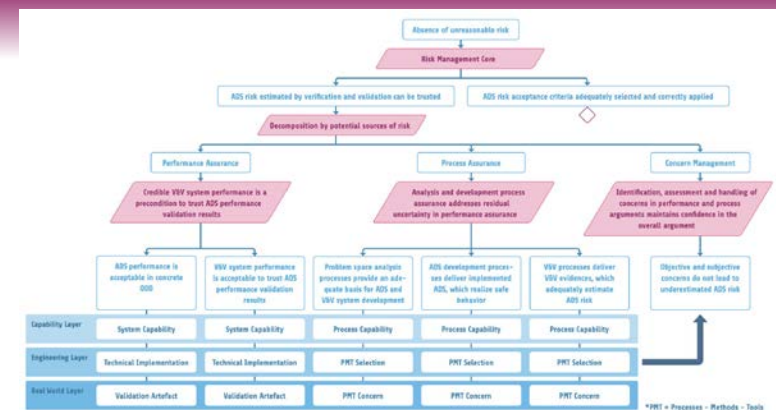 Absence of unreasonable risk
Risk Management Core
ADS risk estimated by verification and validation can be trusted
ADS risk acceptance criteria adequately selected and correctly applied
Decomposition by potential sources of risk
Performance Assurance
Process Assurance
Concern Management
Credible V&V system performance is a
precondition to trust ADS performance
validation results
Analysis and development process
assurance addresses residual
uncertainty in performance assurance
Identification, assessment and handling of
concerns in performance and process
arguments maintains confidence in the
overall argument
ADS performance is
acceptable in concrete
ODD
V&V system performance
is acceptable to trust ADS
performance validation
results
Problem space analysis
processes provide an ade-
quate basis for ADS and
V&V system development
ADS development proces-
ses deliver implemented
ADS, which realize safe
behavior
V&V processes deliver
V&V evidences, which
adequately estimate
ADS risk
Objective and subjective
concerns do not lead to
underestimated ADS risk
Capability Layer
System Capability
System Capability
Process Capability
Process Capability
Process Capability
Engineering Layer
Technical Implementation
Technical Implementation
PMT Selection
PMT Selection
PMT Selection
Real World Layer
Validation Artefact
Validation Artefact
PMT Concern
PMT Concern
PMT Concern
*PMT = Processes - Methods - Tools